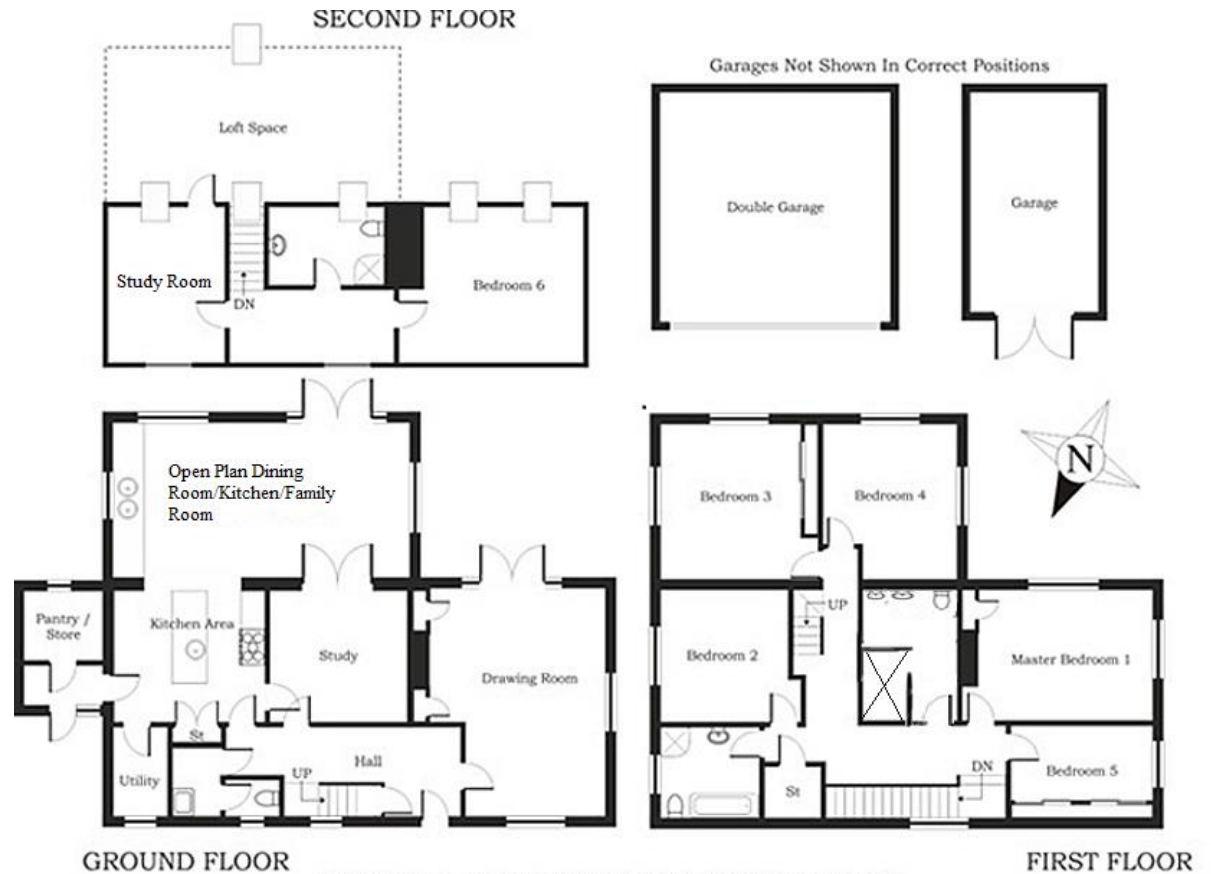 SECOND FLOOR
Garages Not Shown In Correct Positions
Loft Space
Double Garage
Garage
Study Room
DN
Bedroom 6
Open Plan Dining
Room/Kitchen/Family
Room
Bedroom 3
Bedroom 4
N
Pantry /
Store
Kitchen Area
Study
Drawing Room
UP
Bedroom 2
Master Bedroom 1
St
Hall
Utility
UP
St
DN
Bedroom 5
GROUND FLOOR
FIRST FLOOR